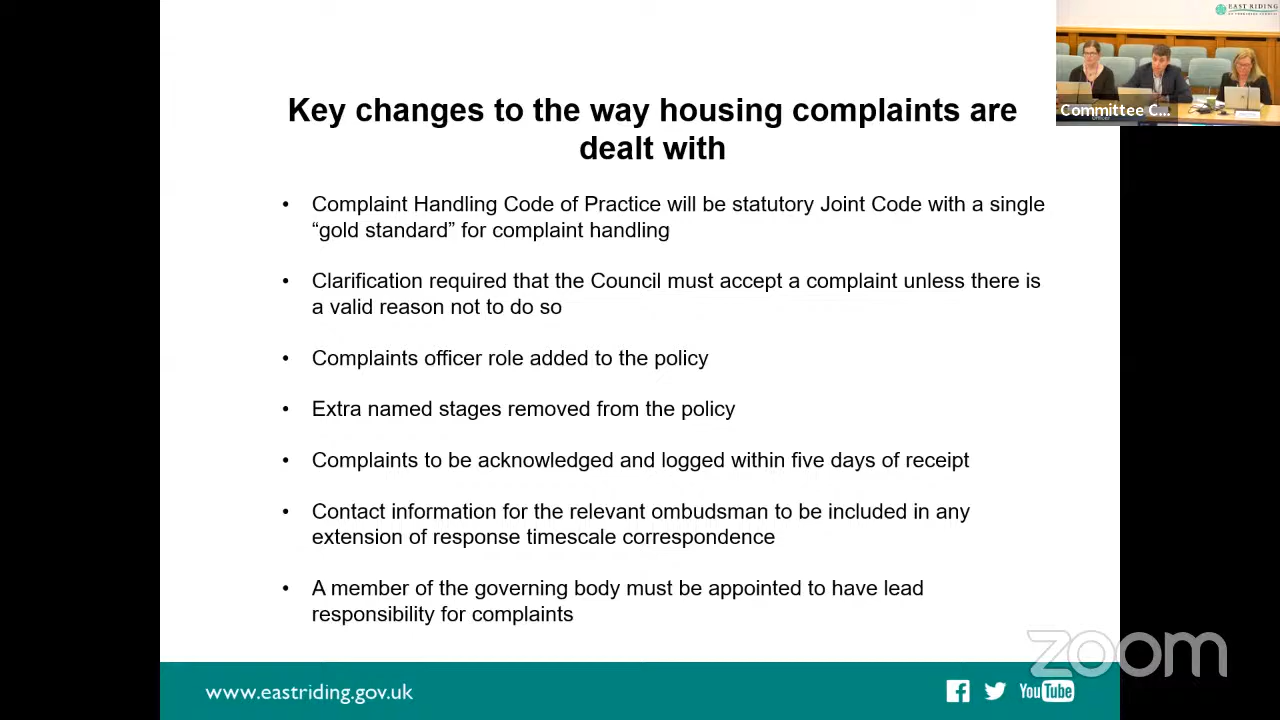 EAST RIDING
Committee C...
Key changes to the way housing complaints are
dealt with
• Complaint Handling Code of Practice will be statutory Joint Code with a single
“gold standard” for complaint handling
• Clarification required that the Council must accept a complaint unless there is
a valid reason not to do so
• Complaints officer role added to the policy
• Extra named stages removed from the policy
• Complaints to be acknowledged and logged within five days of receipt
• Contact information for the relevant ombudsman to be included in any
extension of response timescale correspondence
• A member of the governing body must be appointed to have lead
responsibility for complaints
zoom
www.eastriding.gov.uk
YouTube